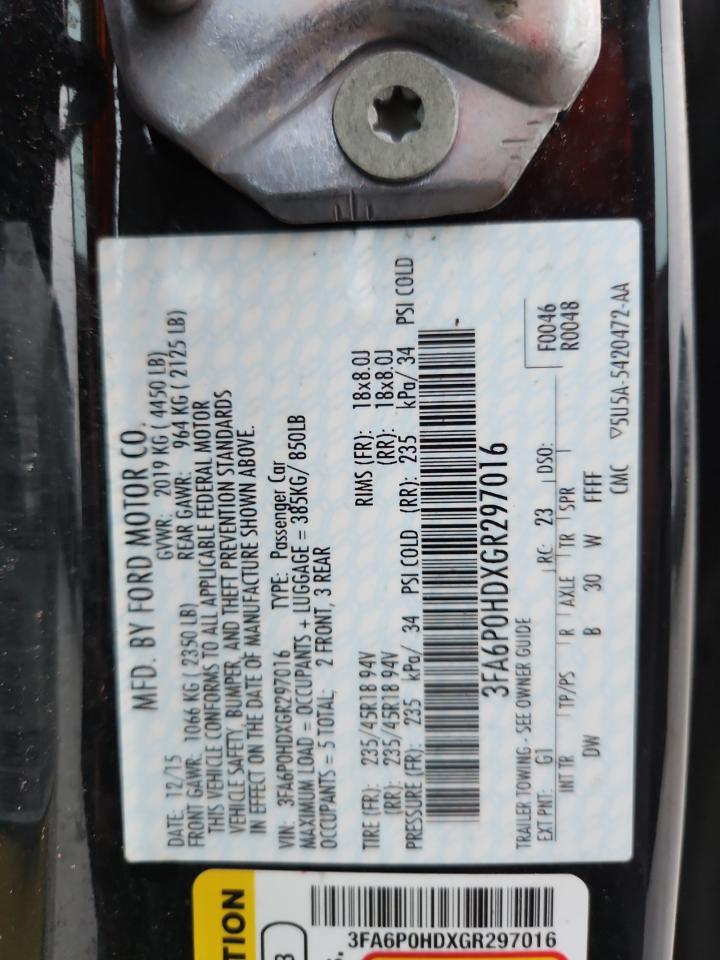 MFD. BY FORD MOTOR CO.
DATE: 12/15 GVWR: 2019 KG ( 4450 LB)
FRONT GAWR: 1066 KG ( 2350 LB) REAR GAWR: 964 KG ( 2125 LB)
THIS VEHICLE CONFORMS TO ALL APPLICABLE FEDERAL MOTOR
VEHICLE SAFETY, BUMPER, AND THEFT PREVENTION STANDARDS
IN EFFECT ON THE DATE OF MANUFACTURE SHOWN ABOVE.
VIN: 3FA6P0HDXGR297016 TYPE: Passenger Car
MAXIMUM LOAD = OCCUPANTS + LUGGAGE = 385KG/ 850LB
OCCUPANTS = 5 TOTAL, 2 FRONT, 3 REAR
TIRE (FR): 235/45R18 94V RIMS (FR): 18x8.0J
(RR): 235/45R18 94V (RR): 18x8.0J
PRESSURE (FR): 235 kPa/ 34 PSI COLD (RR): 235 kPa/ 34 PSI COLD
3FA6P0HDXGR297016
TRAILER TOWING - SEE OWNER GUIDE F0046
EXT PNT: G1 RC: 23 DSO: R0048
INT TR TP/PS R AXLE TR SPR
DW B 30 W FFFF
CMC ▽5U5A-5420472-AA
TION
3FA6P0HDXGR297016